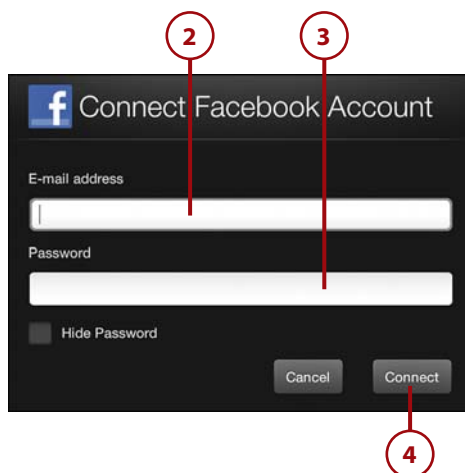 2 3
f Connect Facebook Account
E-mail address
Password
Hide Password
Cancel Connect
4